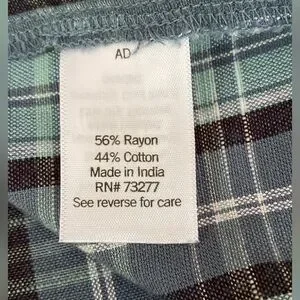 AD
56% Rayon
44% Cotton
Made in India
RN# 73277
See reverse for care